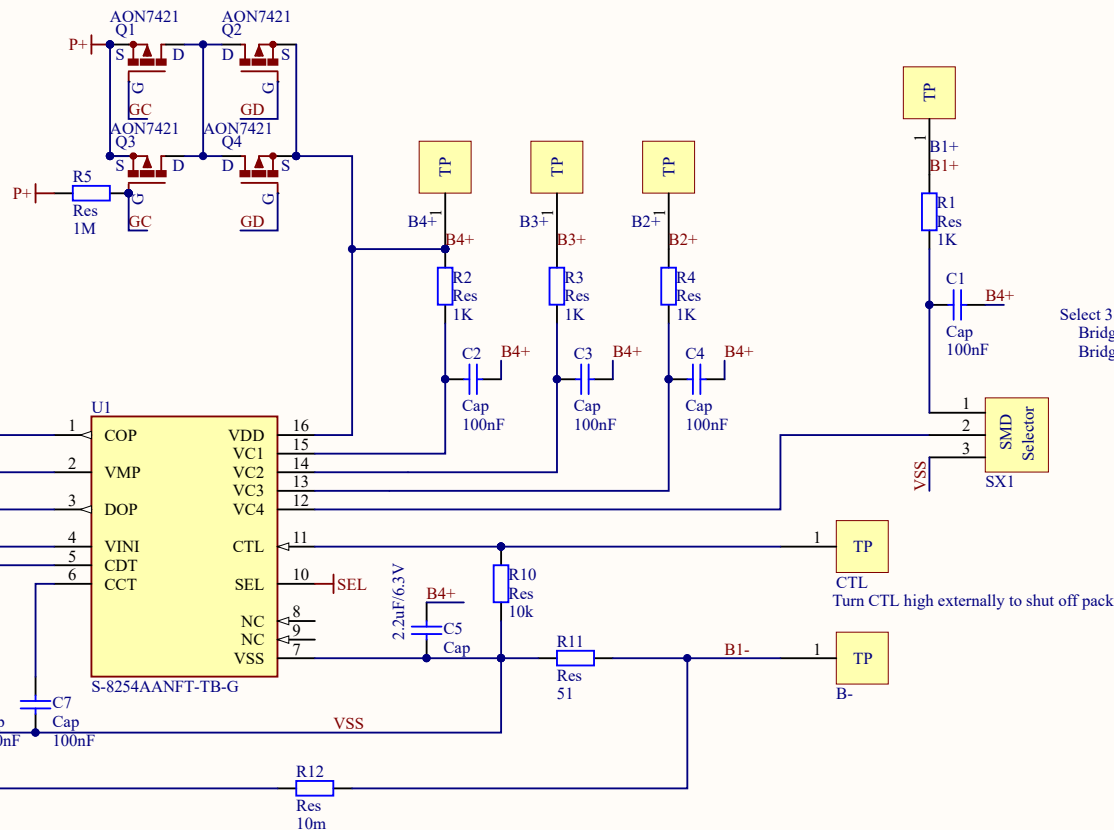 AON7421
Q1
AON7421
Q2
P+
S
D
D
S
G
G
GC
GD
AON7421
Q3
AON7421
Q4
S
D
D
S
P+
R5
Res
1M
G
G
GC
GD
TP
1
B4+
B4+
R2
Res
1K
C2
B4+
Cap
100nF
TP
1
B3+
B3+
R3
Res
1K
C3
B4+
Cap
100nF
TP
1
B2+
B2+
R4
Res
1K
C4
B4+
Cap
100nF
TP
1
B1+
B1+
R1
Res
1K
C1
B4+
Cap
100nF
Select 3
Bridg
Bridg
1
2
3
SMD
Selector
VSS
SX1
U1
1
COP
2
VMP
3
DOP
4
VINI
5
CDT
6
CCT
VDD
16
VC1
15
VC2
14
VC3
13
VC4
12
CTL
11
SEL
10
SEL
NC
8
NC
9
VSS
7
S-8254AANFT-TB-G
R10
Res
10k
2.2uF/6.3V
B4+
C5
Cap
1
TP
CTL
Turn CTL high externally to shut off pack
R11
Res
51
B1-
1
TP
B-
C7
Cap
100nF
p
0nF
VSS
R12
Res
10m